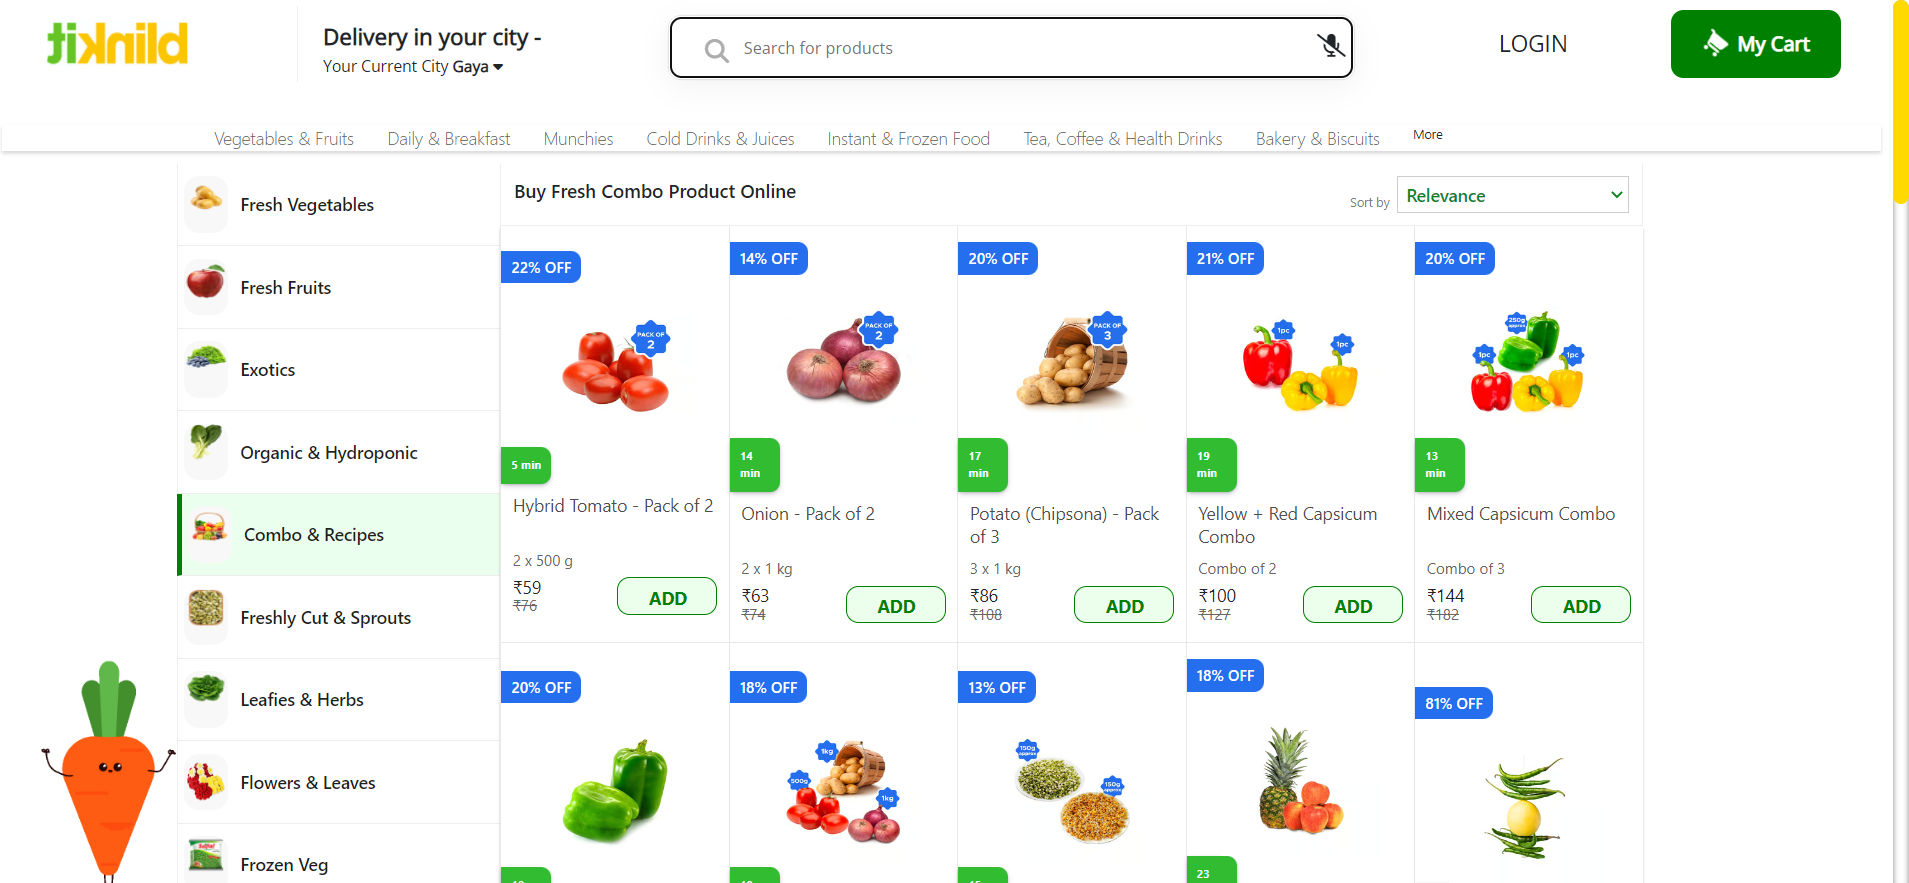 blinkit
Delivery in your city -
Your Current City Gaya
Search for products
LOGIN
My Cart
Vegetables & Fruits
Daily & Breakfast
Munchies
Cold Drinks & Juices
Instant & Frozen Food
Tea, Coffee & Health Drinks
Bakery & Biscuits
More
Fresh Vegetables
Fresh Fruits
Exotics
Organic & Hydroponic
Combo & Recipes
Freshly Cut & Sprouts
Leafies & Herbs
Flowers & Leaves
Frozen Veg
Buy Fresh Combo Product Online
Sort by
Relevance
22% OFF
PACK OF
2
5 min
Hybrid Tomato - Pack of 2
2 x 500 g
₹59
₹76
ADD
14% OFF
PACK OF
2
14
min
Onion - Pack of 2
2 x 1 kg
₹63
₹74
ADD
20% OFF
PACK OF
3
17
min
Potato (Chipsona) - Pack
of 3
3 x 1 kg
₹86
₹108
ADD
21% OFF
1pc
1pc
19
min
Yellow + Red Capsicum
Combo
Combo of 2
₹100
₹127
ADD
20% OFF
250g
approx
1pc
1pc
13
min
Mixed Capsicum Combo
Combo of 3
₹144
₹182
ADD
20% OFF
18% OFF
1kg
500g
1kg
13% OFF
150g
approx
150g
approx
18% OFF
23
81% OFF